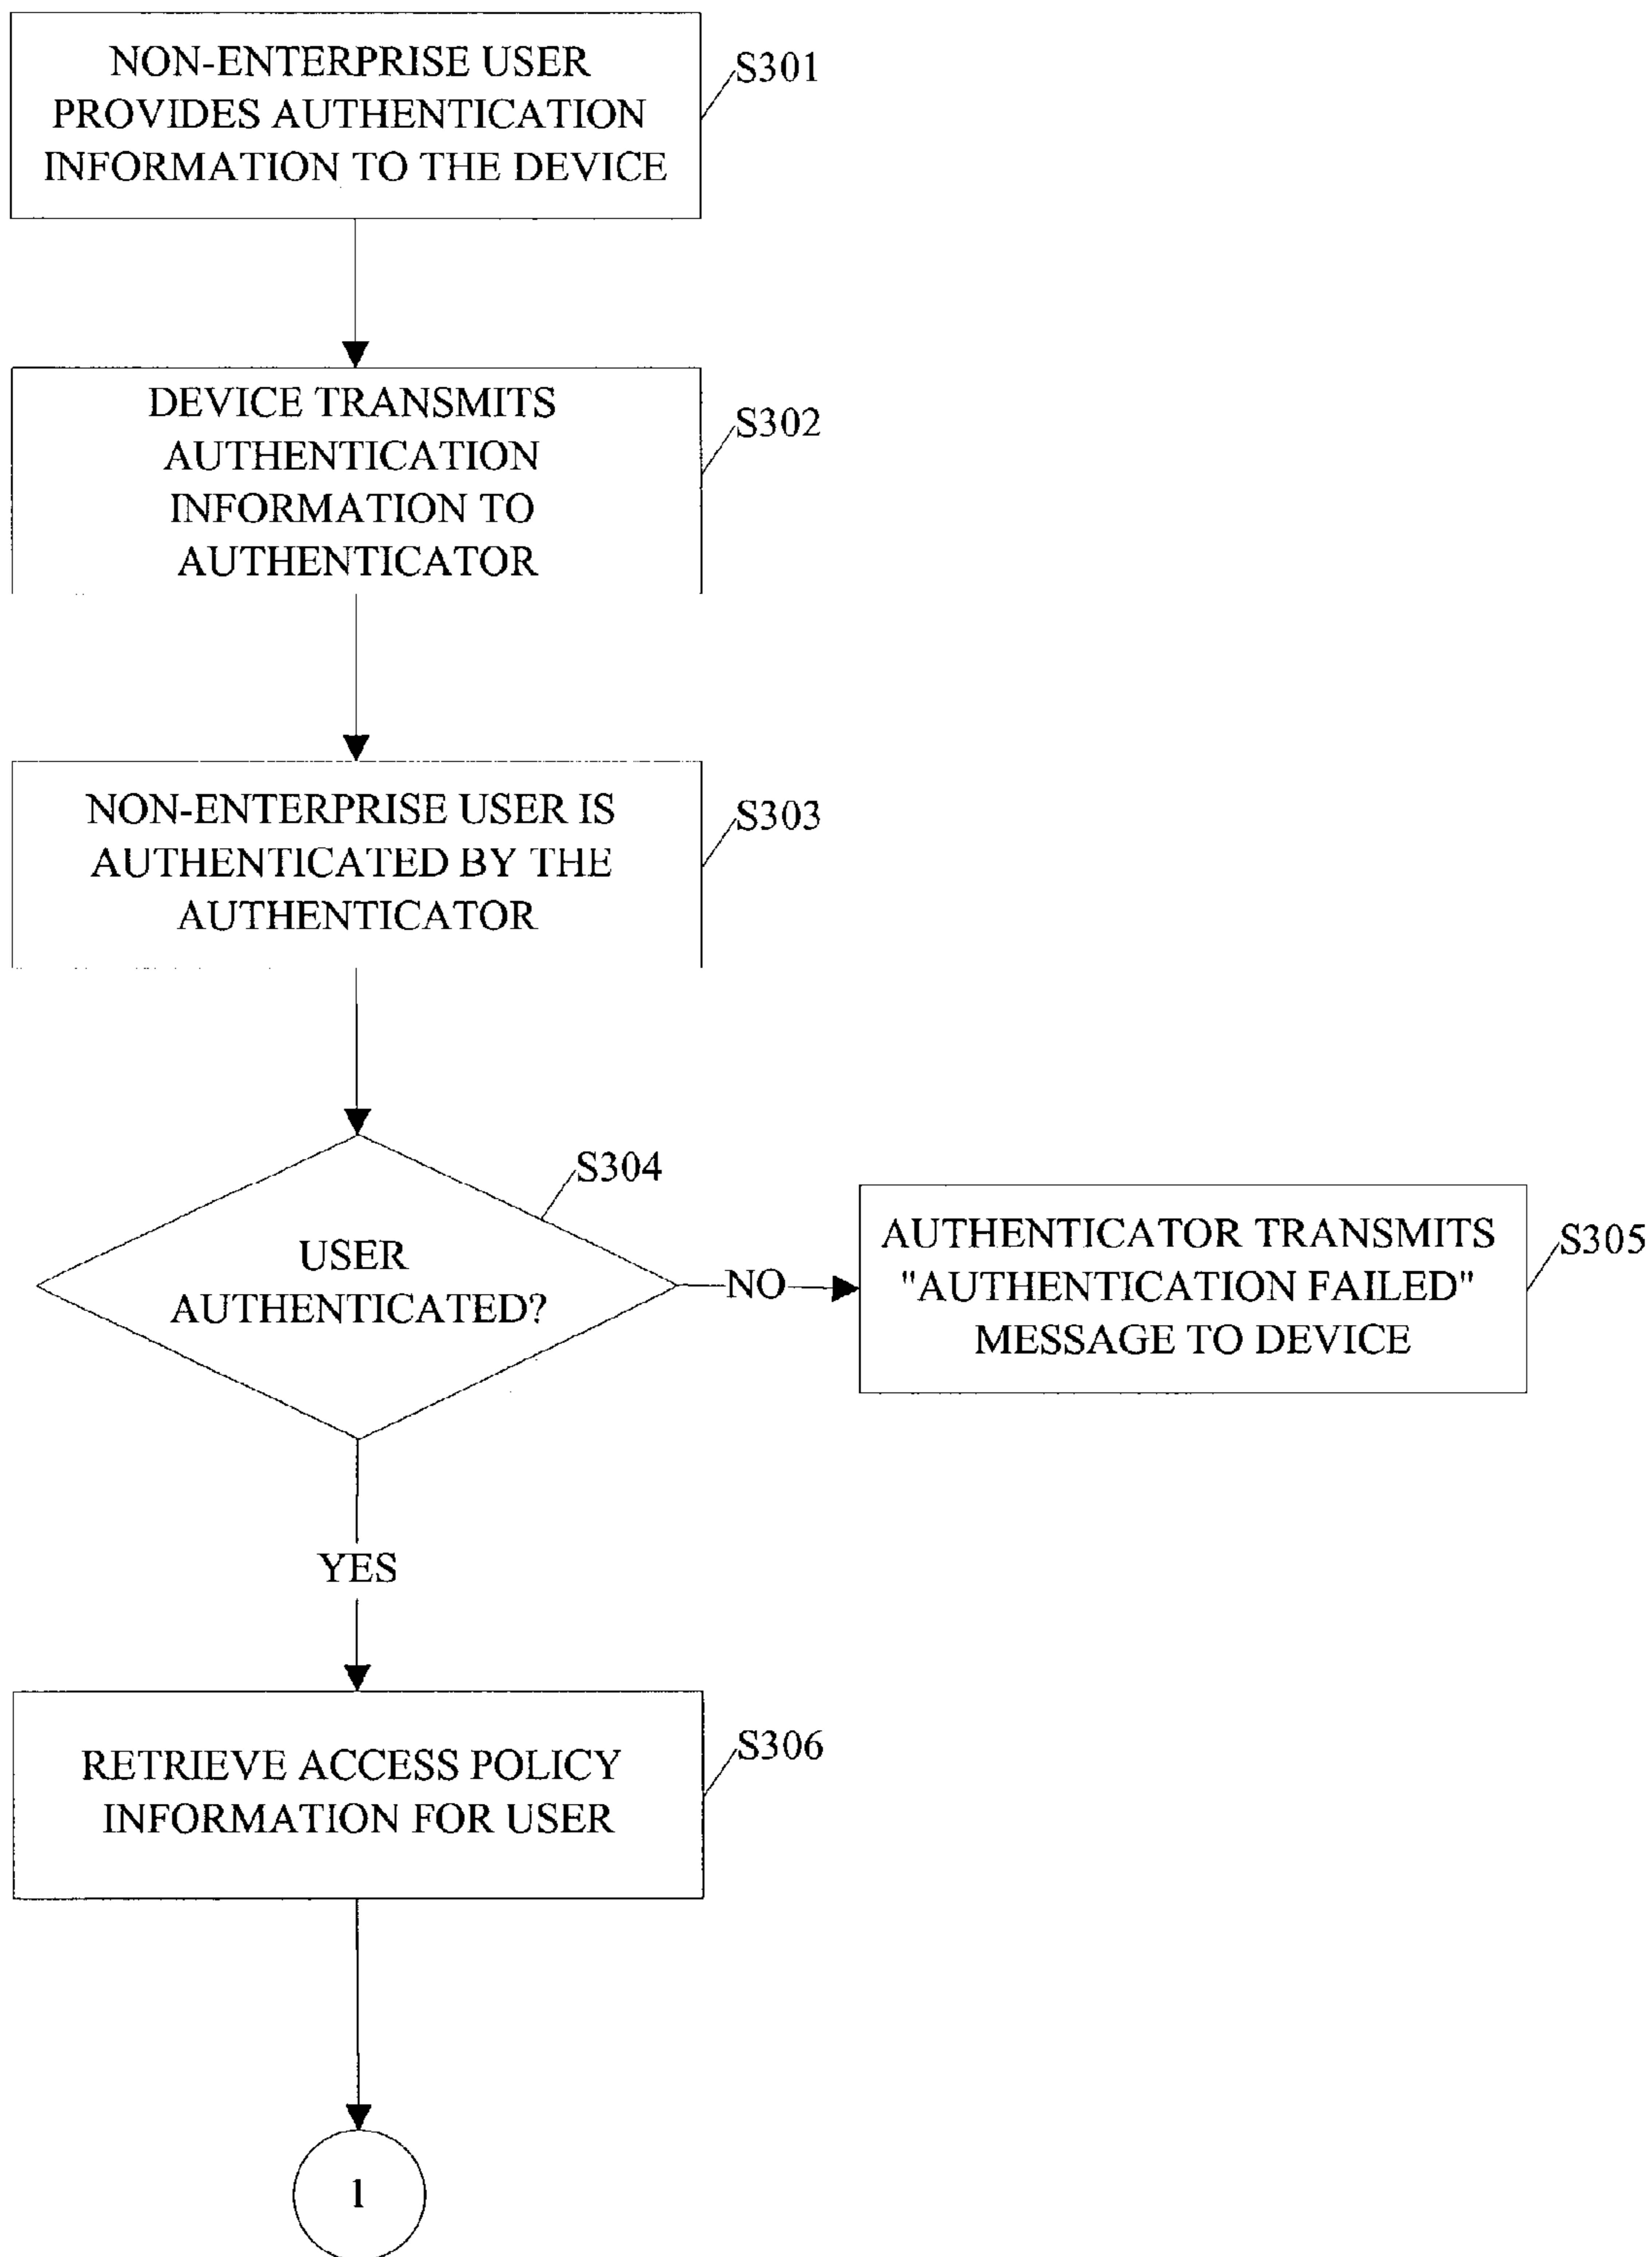 NON-ENTERPRISE USER
PROVIDES AUTHENTICATION
INFORMATION TO THE DEVICE
S301
DEVICE TRANSMITS
AUTHENTICATION
INFORMATION TO
AUTHENTICATOR
S302
NON-ENTERPRISE USER IS
AUTHENTICATED BY THE
AUTHENTICATOR
S303
USER
AUTHENTICATED?
S304
NO
AUTHENTICATOR TRANSMITS
"AUTHENTICATION FAILED"
MESSAGE TO DEVICE
S305
YES
RETRIEVE ACCESS POLICY
INFORMATION FOR USER
S306
1